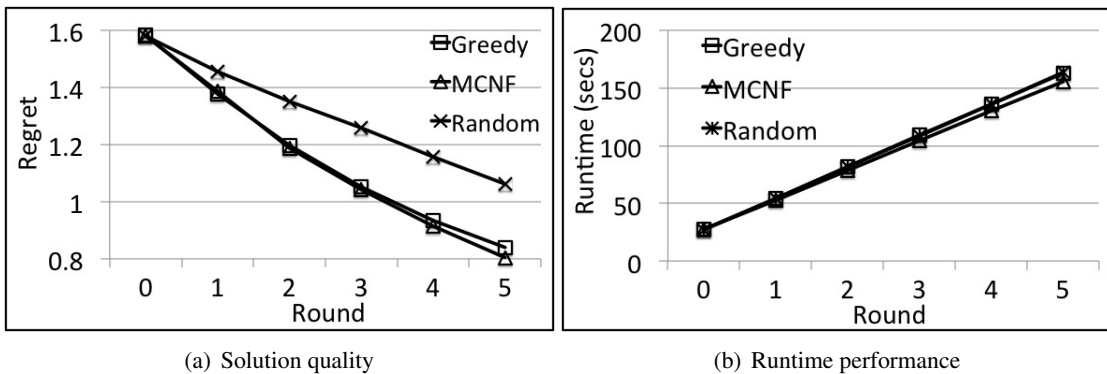 1.6
1.4
1.2
1
0.8
Regret
Greedy
MCNF
Random
0 1 2 3 4 5
Round
200
150
100
50
0
Runtime (secs)
Greedy
MCNF
Random
0 1 2 3 4 5
Round
(a) Solution quality
(b) Runtime performance